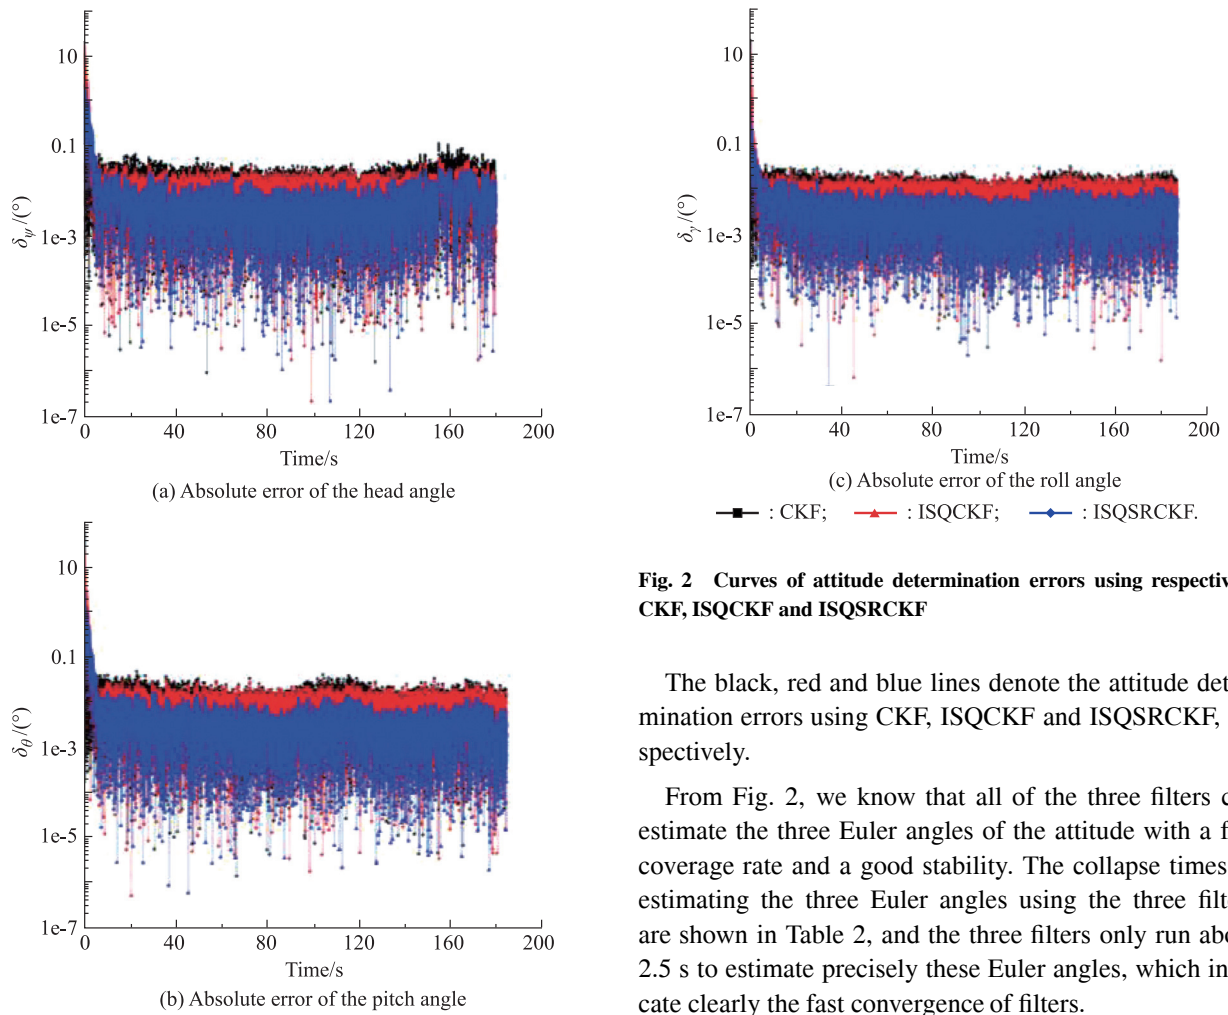 10
0.1
1e-3
1e-5
1e-7
δψ/(°)
0 40 80 120 160 200
Time/s
(a) Absolute error of the head angle
10
0.1
1e-3
1e-5
1e-7
δθ/(°)
0 40 80 120 160 200
Time/s
(b) Absolute error of the pitch angle
10
0.1
1e-3
1e-5
1e-7
δγ/(°)
0 40 80 120 160 200
Time/s
(c) Absolute error of the roll angle
: CKF; : ISQCKF; : ISQSRCKF.
Fig. 2 Curves of attitude determination errors using respectiv
CKF, ISQCKF and ISQSRCKF
The black, red and blue lines denote the attitude det
mination errors using CKF, ISQCKF and ISQSRCKF,
spectively.
From Fig. 2, we know that all of the three filters
estimate the three Euler angles of the attitude with a
coverage rate and a good stability. The collapse times
estimating the three Euler angles using the three filt
are shown in Table 2, and the three filters only run abo
2.5 s to estimate precisely these Euler angles, which in
cate clearly the fast convergence of filters.